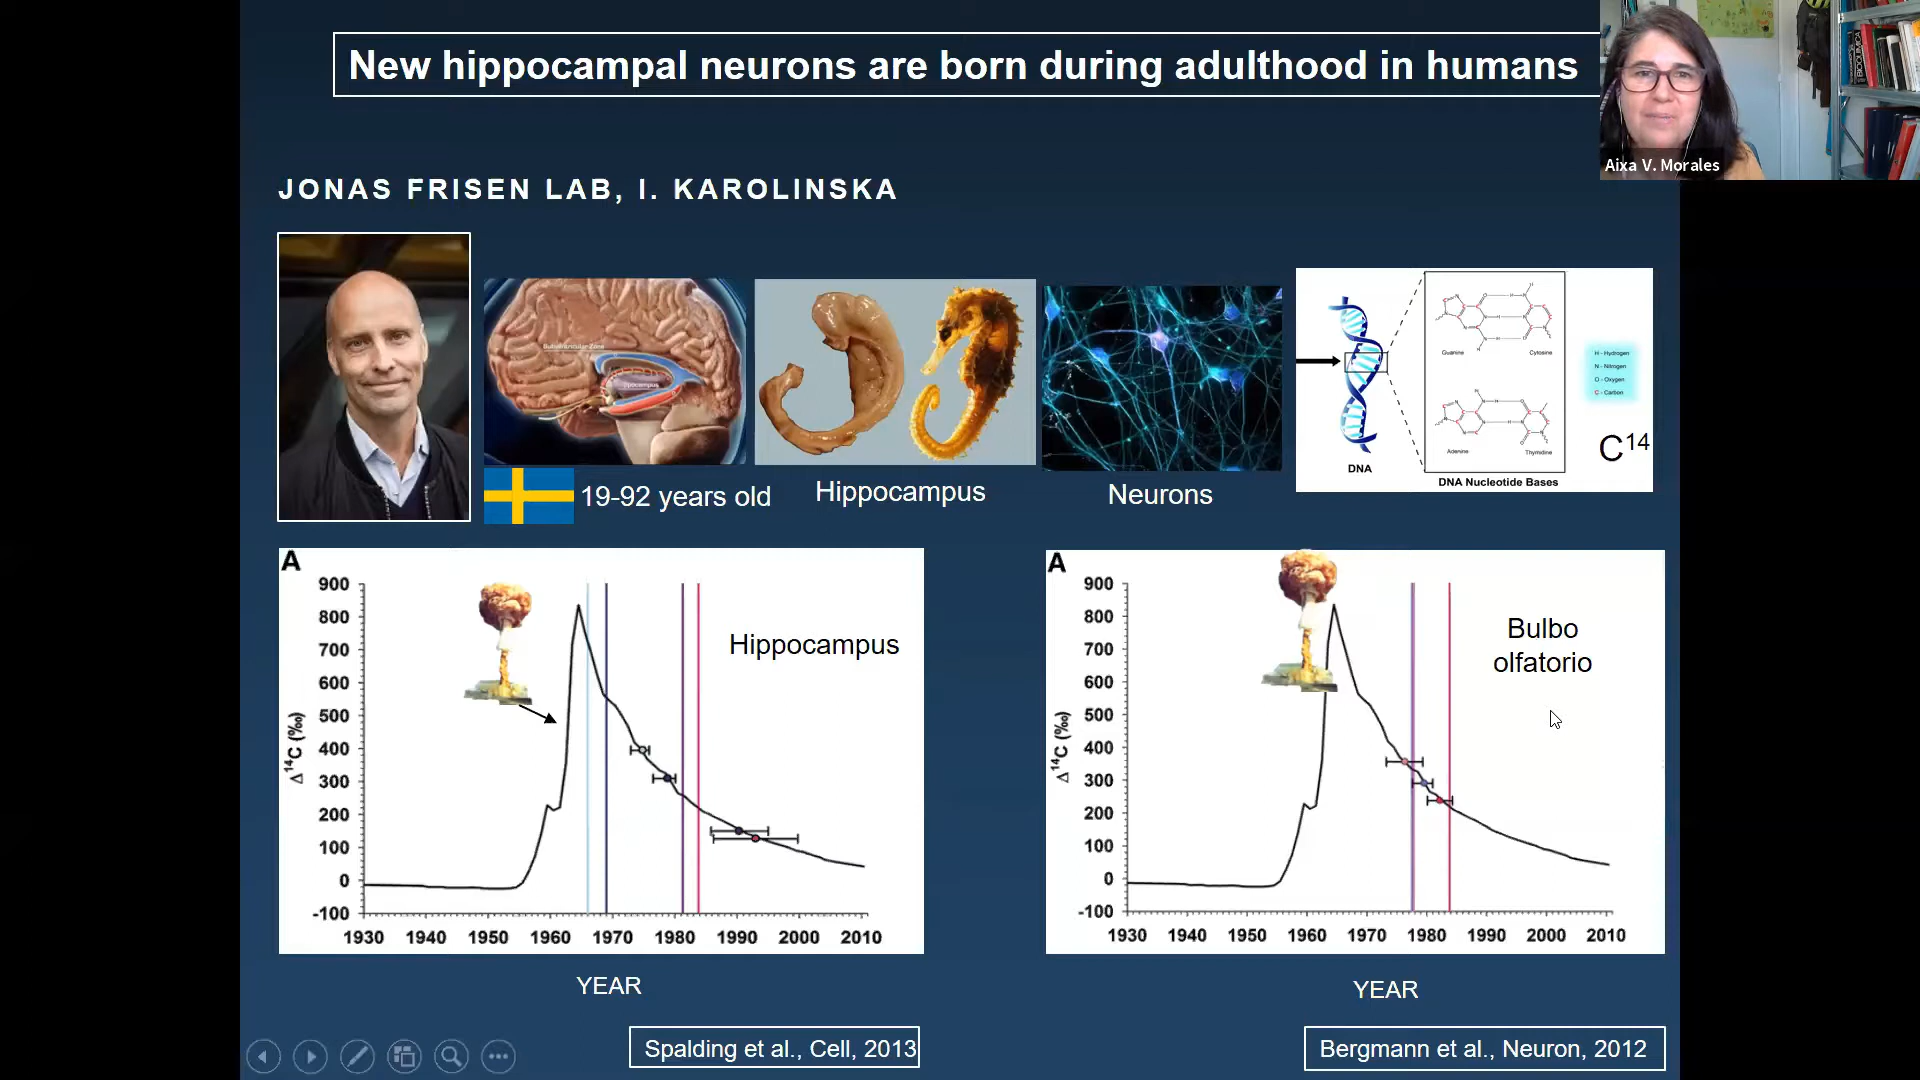 New hippocampal neurons are born during adulthood in humans
Aixa V. Morales
JONAS FRISEN LAB, I. KAROLINSKA
Hippocampus
19-92 years old
Hippocampus
Neurons
Guanine
Cytosine
Adenine
Thymidine
H - Hydrogen
N - Nitrogen
O - Oxygen
C - Carbon
C14
DNA
DNA Nucleotide Bases
A
900
800
700
600
500
400
300
200
100
0
-100
Δ14C (‰)
1930 1940 1950 1960 1970 1980 1990 2000 2010
Hippocampus
YEAR
Spalding et al., Cell, 2013
A
900
800
700
600
500
400
300
200
100
0
-100
Δ14C (‰)
1930 1940 1950 1960 1970 1980 1990 2000 2010
Bulbo
olfatorio
YEAR
Bergmann et al., Neuron, 2012